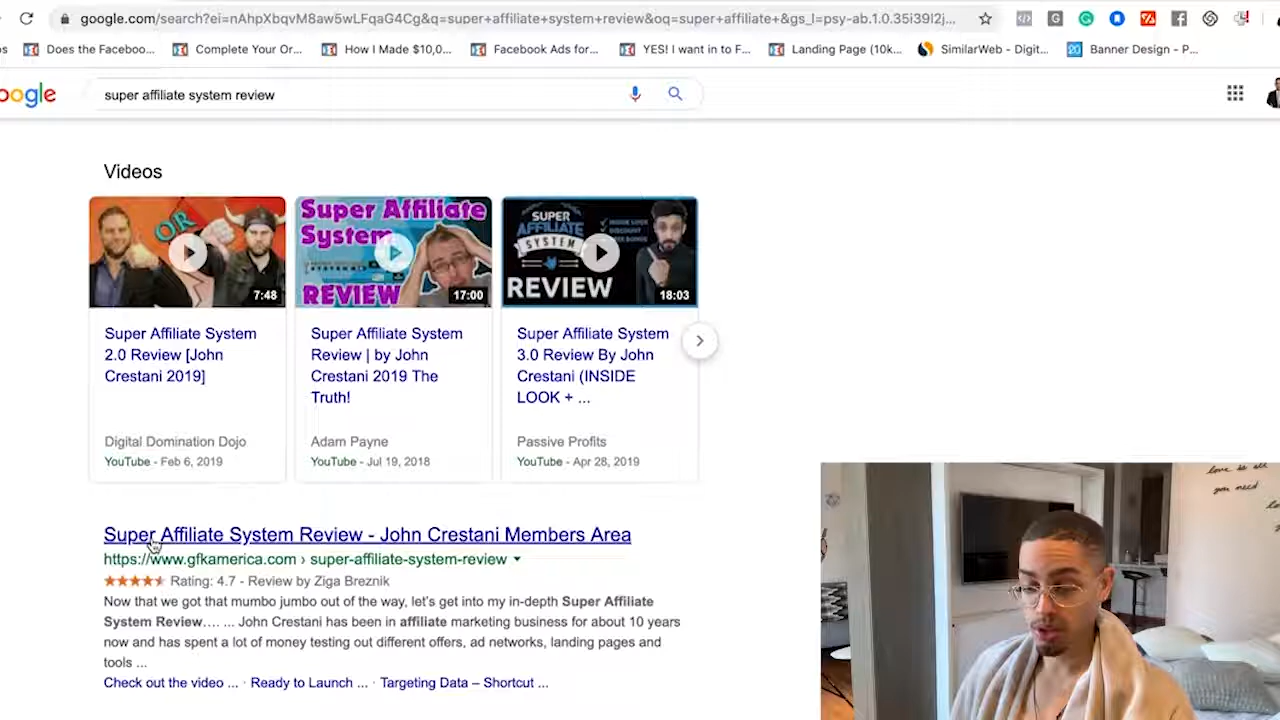 google.com/search?ei=nAhpXbqvM8aw5wLFqaG4Cg&q=super+affiliate+system+review&oq=super+affiliate+&gs_l=psy-ab.1.0.35i39l2j...
Does the Faceboo... Complete Your Or... How I Made $10,0... Facebook Ads for... YES! I want in to F... Landing Page (10k... SimilarWeb - Digit... Banner Design - P...
oogle super affiliate system review
Videos
OR
7:48
Super Affiliate
System
REVIEW
17:00
SUPER
AFFILIATE
SYSTEM
REVIEW
18:03
Super Affiliate System
2.0 Review [John
Crestani 2019]
Digital Domination Dojo
YouTube - Feb 6, 2019
Super Affiliate System
Review | by John
Crestani 2019 The
Truth!
Adam Payne
YouTube - Jul 19, 2018
Super Affiliate System
3.0 Review By John
Crestani (INSIDE
LOOK + ...
Passive Profits
YouTube - Apr 28, 2019
Super Affiliate System Review - John Crestani Members Area
https://www.gfkamerica.com › super-affiliate-system-review
Rating: 4.7 - Review by Ziga Breznik
Now that we got that mumbo jumbo out of the way, let's get into my in-depth Super Affiliate
System Review.... ... John Crestani has been in affiliate marketing business for about 10 years
now and has spent a lot of money testing out different offers, ad networks, landing pages and
tools ...
Check out the video ... · Ready to Launch ... · Targeting Data – Shortcut ...
love to all
you need